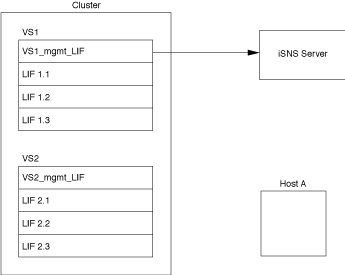 Cluster
VS1
VS1_mgmt_LIF
LIF 1.1
LIF 1.2
LIF 1.3
iSNS Server
VS2
VS2_mgmt_LIF
LIF 2.1
LIF 2.2
LIF 2.3
Host A